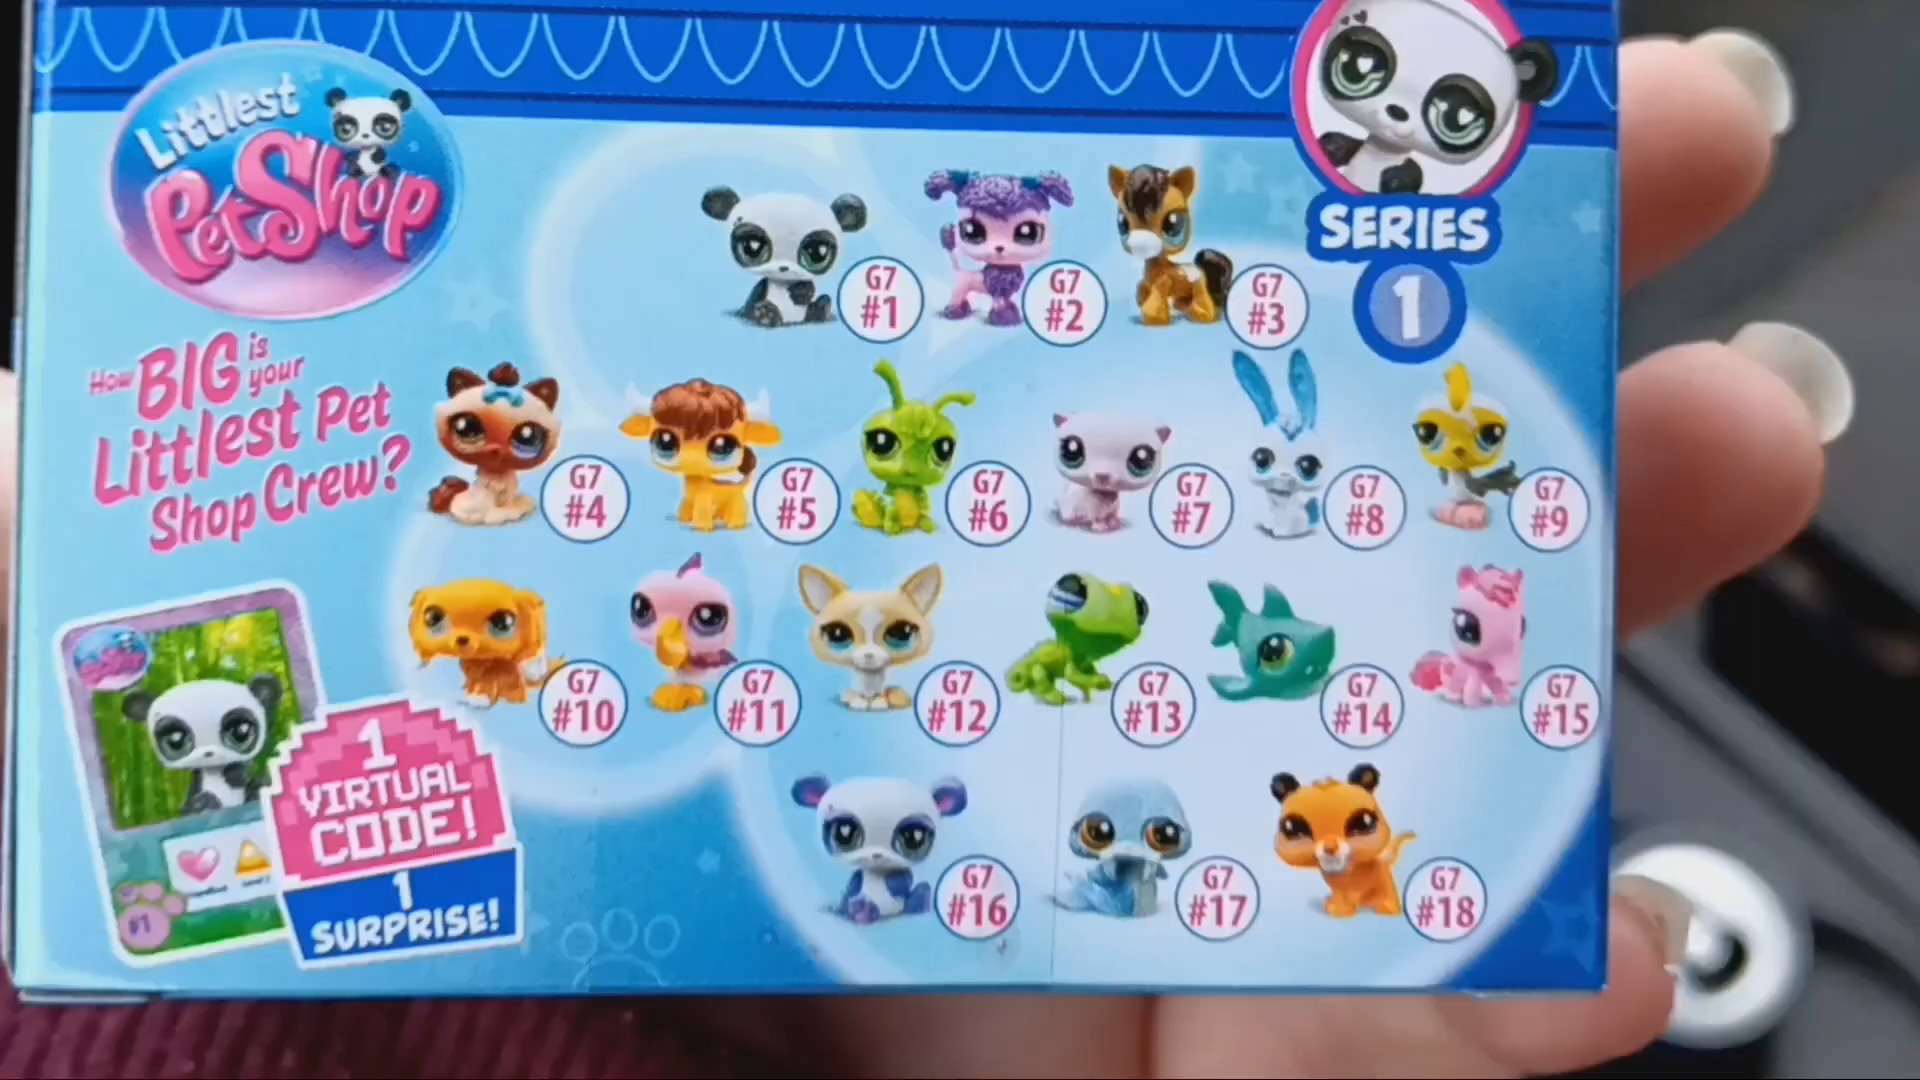 Littlest
PetShop
SERIES
1
G7
#1
G7
#2
G7
#3
How BIG is your
Littlest Pet
Shop Crew?
G7
#4
G7
#5
G7
#6
G7
#7
G7
#8
G7
#9
G7
#10
G7
#11
G7
#12
G7
#13
G7
#14
G7
#15
1
VIRTUAL
CODE!
1
SURPRISE!
#1
G7
#16
G7
#17
G7
#18